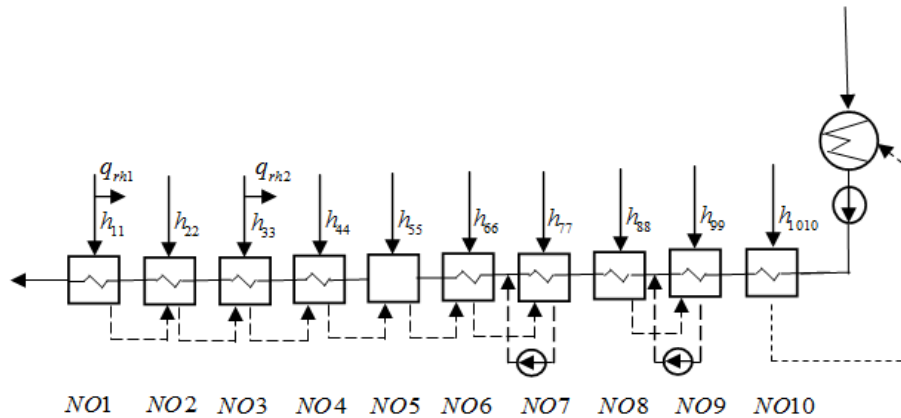 q_rh1 q_rh2
h_11 h_22 h_33 h_44 h_55 h_66 h_77 h_88 h_99 h_1010
NO1 NO2 NO3 NO4 NO5 NO6 NO7 NO8 NO9 NO10